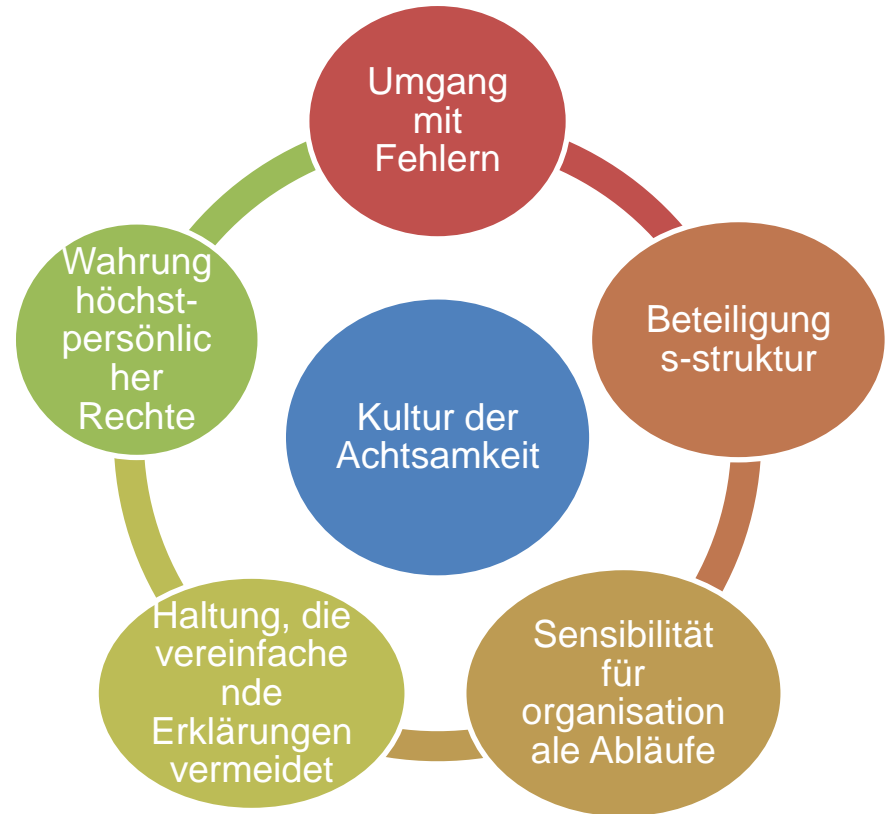 Umgang
mit
Fehlern
Beteiligung
s-struktur
Sensibilität
für
organisation
ale Abläufe
Haltung, die
vereinfache
nde
Erklärungen
vermeidet
Wahrung
höchst-
persönlic
her
Rechte
Kultur der
Achtsamkeit